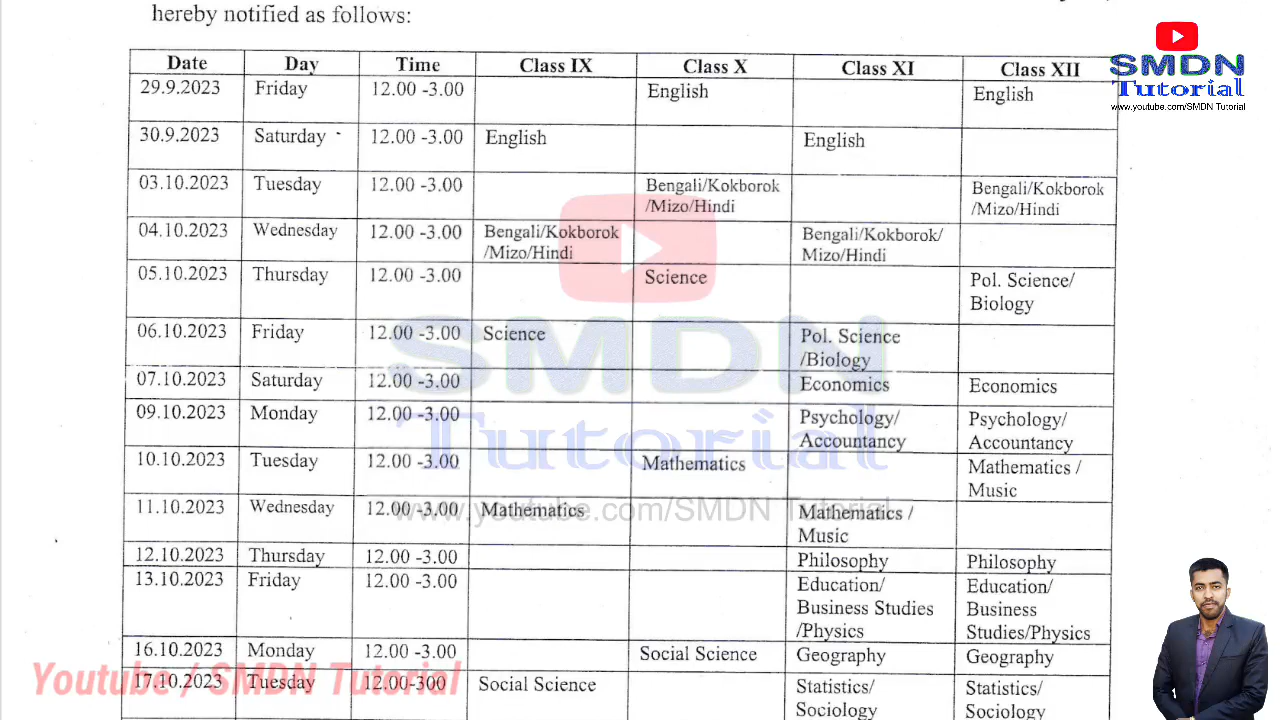 hereby notified as follows:
Date Day Time Class IX Class X Class XI Class XII
29.9.2023 Friday 12.00 -3.00 English English
30.9.2023 Saturday 12.00 -3.00 English English
03.10.2023 Tuesday 12.00 -3.00 Bengali/Kokborok /Mizo/Hindi Bengali/Kokborok /Mizo/Hindi
04.10.2023 Wednesday 12.00 -3.00 Bengali/Kokborok /Mizo/Hindi Bengali/Kokborok/ Mizo/Hindi
05.10.2023 Thursday 12.00 -3.00 Science Pol. Science/ Biology
06.10.2023 Friday 12.00 -3.00 Science Pol. Science /Biology
07.10.2023 Saturday 12.00 -3.00 Economics Economics
09.10.2023 Monday 12.00 -3.00 Psychology/ Accountancy Psychology/ Accountancy
10.10.2023 Tuesday 12.00 -3.00 Mathematics Mathematics / Music
11.10.2023 Wednesday 12.00 -3.00 Mathematics Mathematics / Music
12.10.2023 Thursday 12.00 -3.00 Philosophy Philosophy
13.10.2023 Friday 12.00 -3.00 Education/ Business Studies /Physics Education/ Business Studies/Physics
16.10.2023 Monday 12.00 -3.00 Social Science Geography Geography
17.10.2023 Tuesday 12.00-300 Social Science Statistics/ Sociology Statistics/ Sociology
SMDN
Tutorial
www.youtube.com/SMDN Tutorial
SMDN
Tutorial
www.youtube.com/SMDN Tutorial
Youtube / SMDN Tutorial